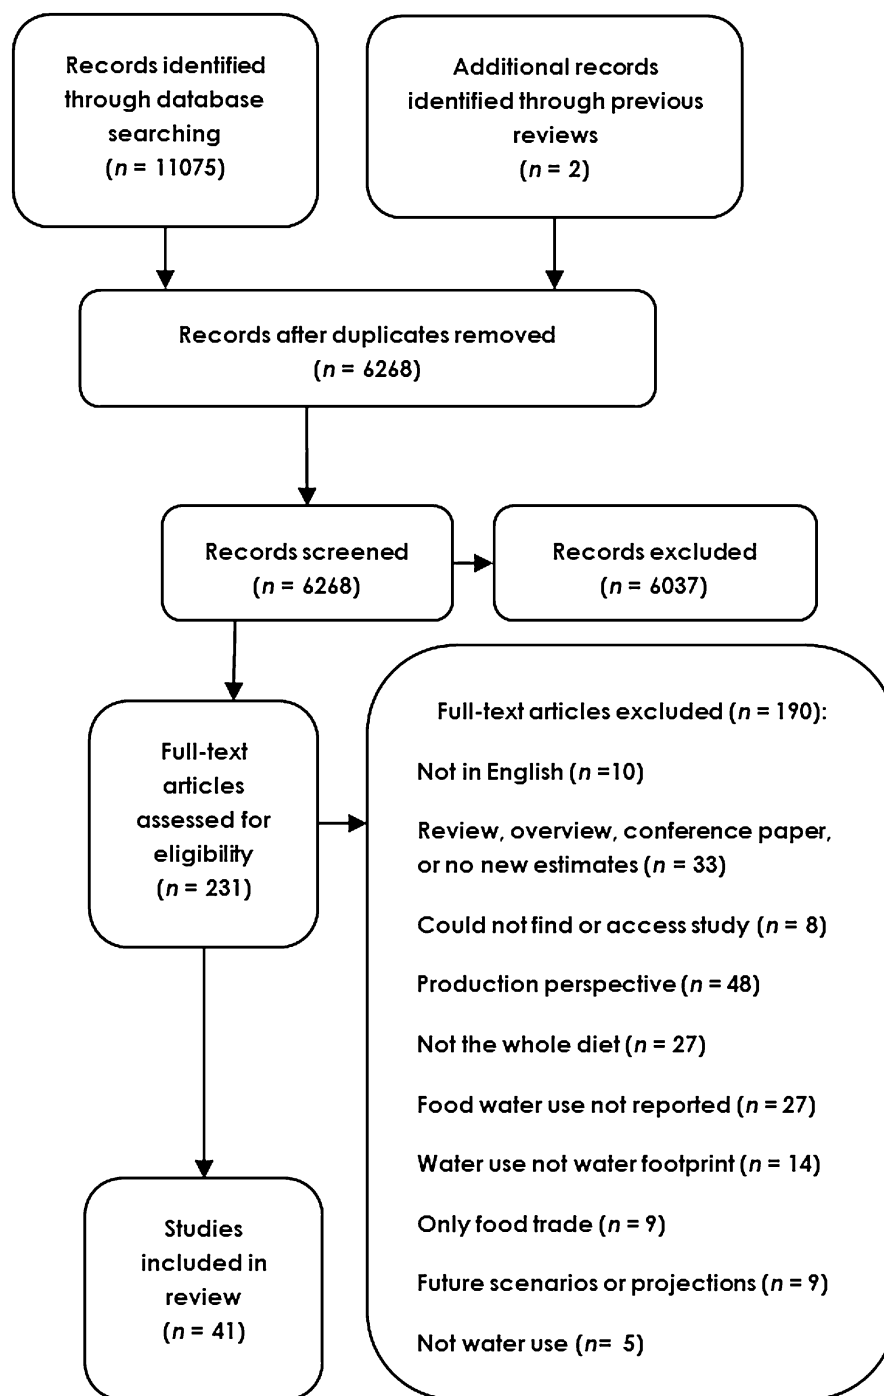 Records identified
through database
searching
(n = 11075)
Additional records
identified through previous
reviews
(n = 2)
Records after duplicates removed
(n = 6268)
Records screened
(n = 6268)
Records excluded
(n = 6037)
Full-text
articles
assessed for
eligibility
(n = 231)
Full-text articles excluded (n = 190):
Not in English (n =10)
Review, overview, conference paper,
or no new estimates (n = 33)
Could not find or access study (n = 8)
Production perspective (n = 48)
Not the whole diet (n = 27)
Food water use not reported (n = 27)
Water use not water footprint (n = 14)
Only food trade (n = 9)
Future scenarios or projections (n = 9)
Not water use (n= 5)
Studies
included in
review
(n = 41)